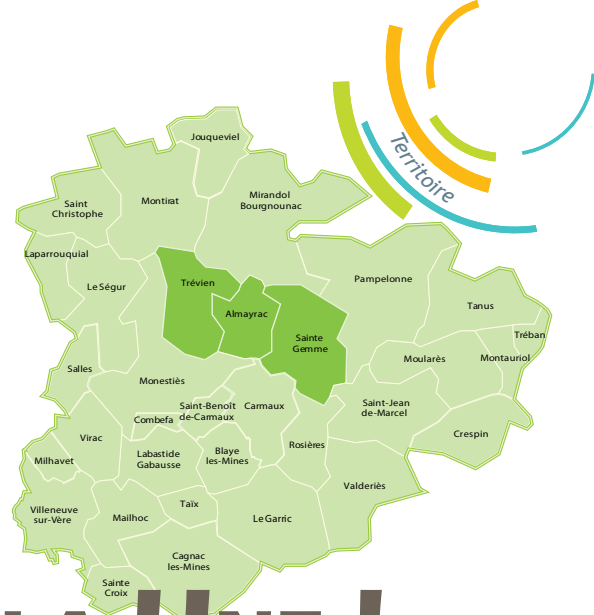 Territoire
Jouqueviel
Mirandol
Bourgnounac
Montirat
Saint
Christophe
Laparrouquial
Le Ségur
Trévien
Almayrac
Sainte
Gemme
Pampelonne
Tanus
Tréban
Montauriol
Moularès
Salles
Monestiès
Saint-Benoît
de-Carmaux
Carmaux
Combefa
Saint-Jean
de-Marcel
Crespin
Virac
Milhavet
Labastide
Gabausse
Blaye
les-Mines
Rosières
Valderiès
Villeneuve
sur-Vère
Mailhoc
Taïx
Le Garric
Cagnac
les-Mines
Sainte
Croix